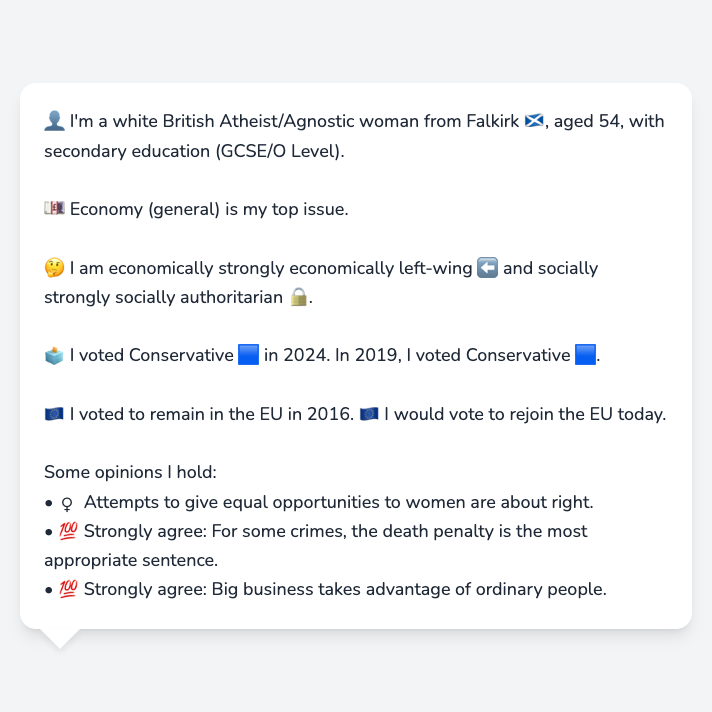 👤 I'm a white British Atheist/Agnostic woman from Falkirk 🏴󠁧󠁢󠁳󠁣󠁴󠁿, aged 54, with
secondary education (GCSE/O Level).
💷 Economy (general) is my top issue.
🤔 I am economically strongly economically left-wing ⬅️ and socially
strongly socially authoritarian 🔒.
🗳️ I voted Conservative 🟦 in 2024. In 2019, I voted Conservative 🟦.
🇪🇺 I voted to remain in the EU in 2016. 🇪🇺 I would vote to rejoin the EU today.
Some opinions I hold:
• ♀ Attempts to give equal opportunities to women are about right.
• 💯 Strongly agree: For some crimes, the death penalty is the most
appropriate sentence.
• 💯 Strongly agree: Big business takes advantage of ordinary people.